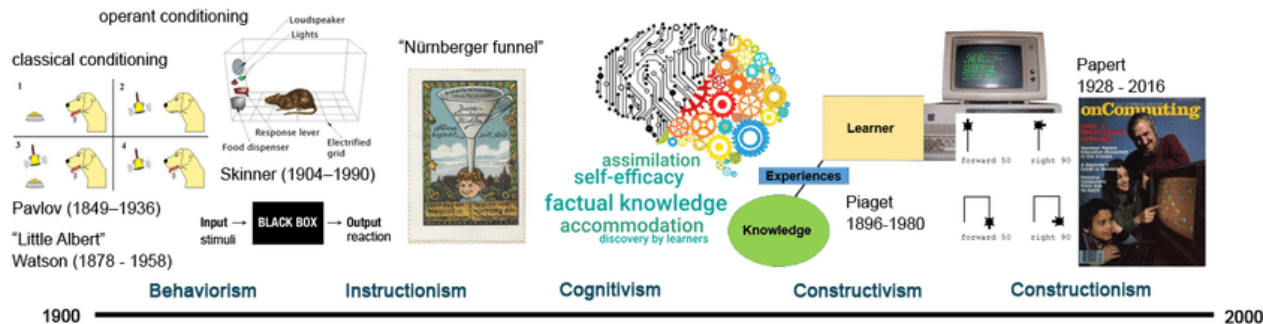 operant conditioning
classical conditioning
1
2
3
4
Pavlov (1849–1936)
"Little Albert"
Watson (1878 - 1958)
Loudspeaker
Lights
Response lever
Food dispenser
Electrified
grid
Skinner (1904–1990)
Input
stimuli
BLACK BOX
Output
reaction
“Nürnberger funnel”
assimilation
self-efficacy
factual knowledge
accommodation
discovery by learners
Learner
Experiences
Knowledge
Piaget
1896-1980
forward 50
right 90
forward 50
right 90
Papert
1928 - 2016
onComputing
Behaviorism
Instructionism
Cognitivism
Constructivism
Constructionism
1900
2000